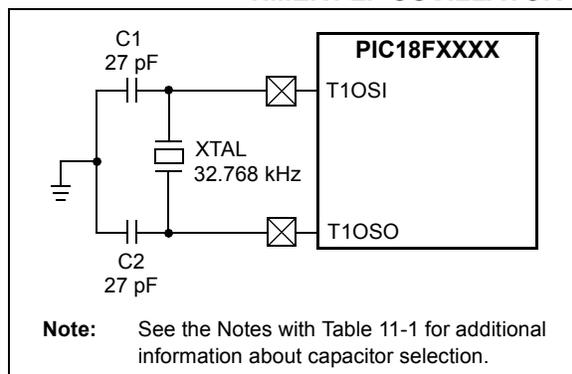 C1
27 pF
PIC18FXXXX
T1OSI
XTAL
32.768 kHz
T1OSO
C2
27 pF
Note: See the Notes with Table 11-1 for additional
information about capacitor selection.